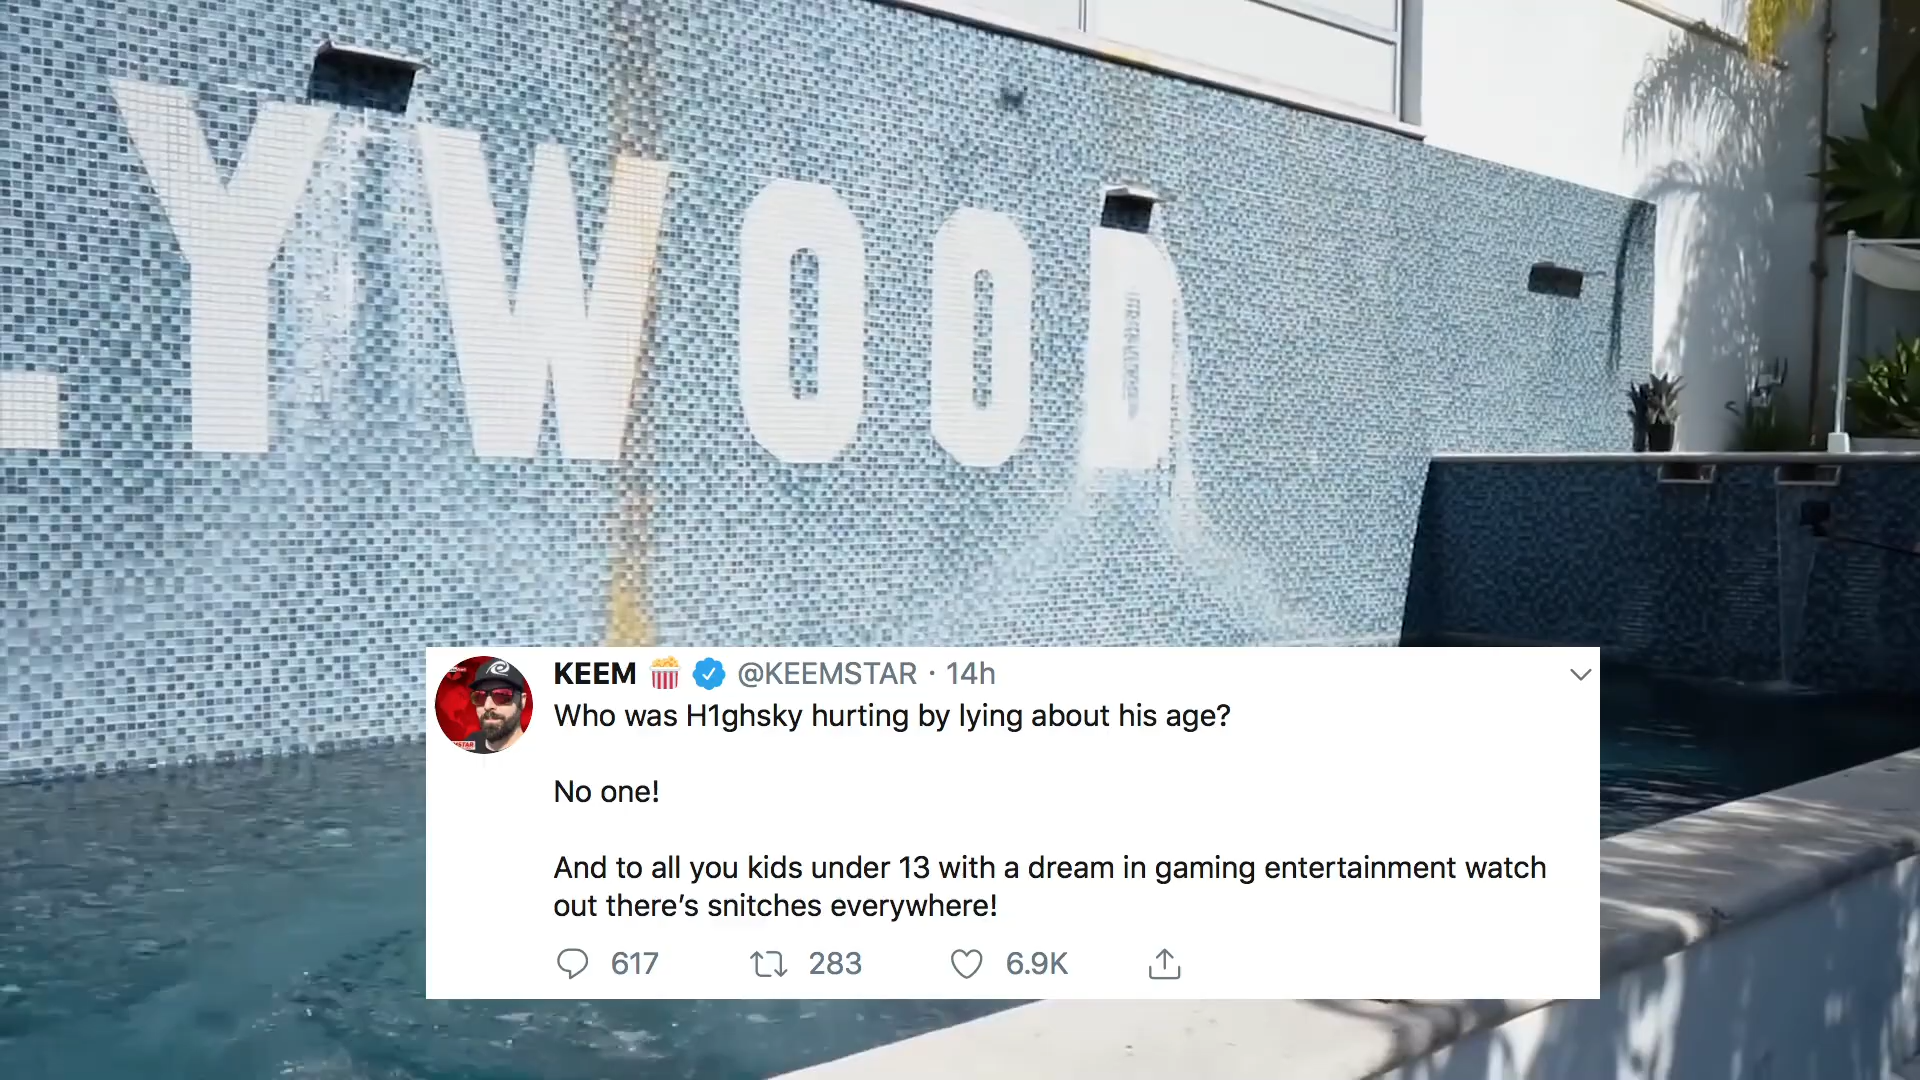 LYWOOD
KEEM 🍿 @KEEMSTAR · 14h
Who was H1ghsky hurting by lying about his age?
No one!
And to all you kids under 13 with a dream in gaming entertainment watch
out there's snitches everywhere!
617 283 6.9K